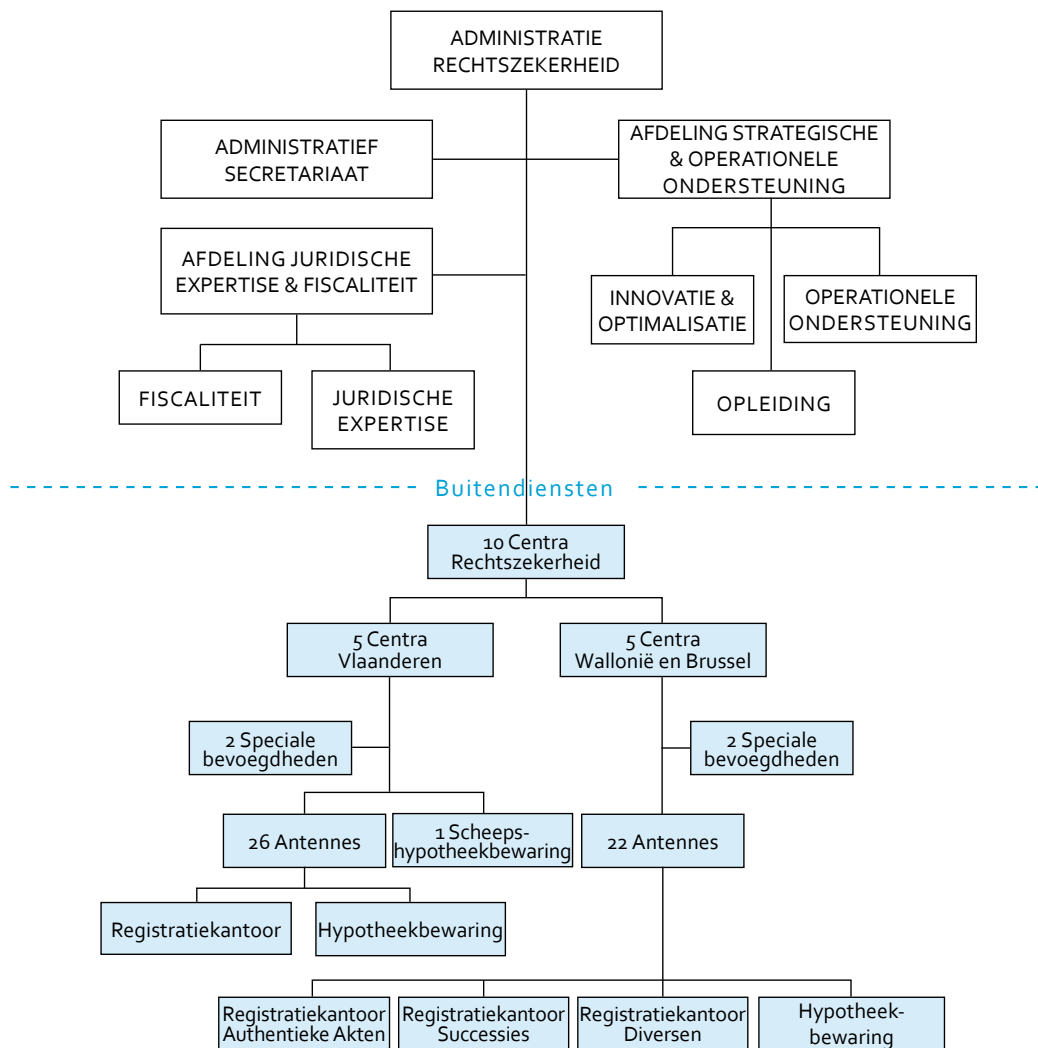 ADMINISTRATIE
RECHTSZEKERHEID
ADMINISTRATIEF
SECRETARIAAT
AFDELING STRATEGISCHE
& OPERATIONELE
ONDERSTEUNING
AFDELING JURIDISCHE
EXPERTISE & FISCALITEIT
INNOVATIE &
OPTIMALISATIE
OPERATIONELE
ONDERSTEUNING
FISCALITEIT
JURIDISCHE
EXPERTISE
OPLEIDING
Buitendiensten
10 Centra
Rechtszekerheid
5 Centra
Vlaanderen
5 Centra
Wallonië en Brussel
2 Speciale
bevoegdheden
2 Speciale
bevoegdheden
26 Antennes
1 Scheeps-
hypotheekbewaring
22 Antennes
Registratiekantoor
Hypotheekbewaring
Registratiekantoor
Authentieke Akten
Registratiekantoor
Successies
Registratiekantoor
Diversen
Hypotheek-
bewaring